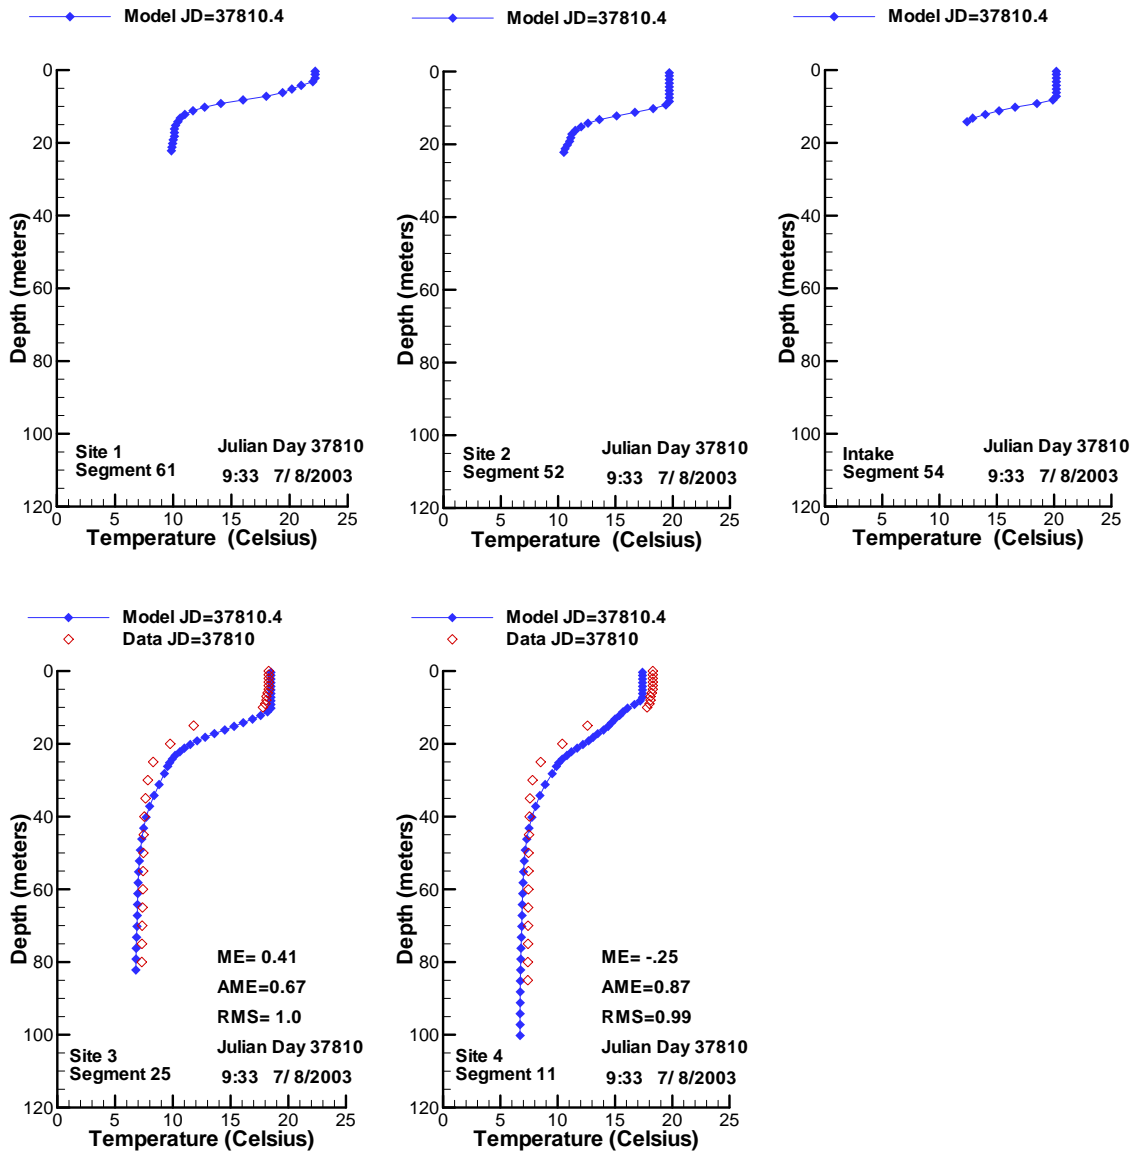 Model JD=37810.4
0
20
40
60
80
100
120
Depth (meters)
Site 1
Segment 61
Julian Day 37810
9:33 7/ 8/2003
0 5 10 15 20 25
Temperature (Celsius)
Model JD=37810.4
0
20
40
60
80
100
120
Depth (meters)
Site 2
Segment 52
Julian Day 37810
9:33 7/ 8/2003
0 5 10 15 20 25
Temperature (Celsius)
Model JD=37810.4
0
20
40
60
80
100
120
Depth (meters)
Intake
Segment 54
Julian Day 37810
9:33 7/ 8/2003
0 5 10 15 20 25
Temperature (Celsius)
Model JD=37810.4
Data JD=37810
0
20
40
60
80
100
120
Depth (meters)
ME= 0.41
AME=0.67
RMS= 1.0
Julian Day 37810
Site 3
Segment 25
9:33 7/ 8/2003
0 5 10 15 20 25
Temperature (Celsius)
Model JD=37810.4
Data JD=37810
0
20
40
60
80
100
120
Depth (meters)
ME= -.25
AME=0.87
RMS=0.99
Julian Day 37810
Site 4
Segment 11
9:33 7/ 8/2003
0 5 10 15 20 25
Temperature (Celsius)